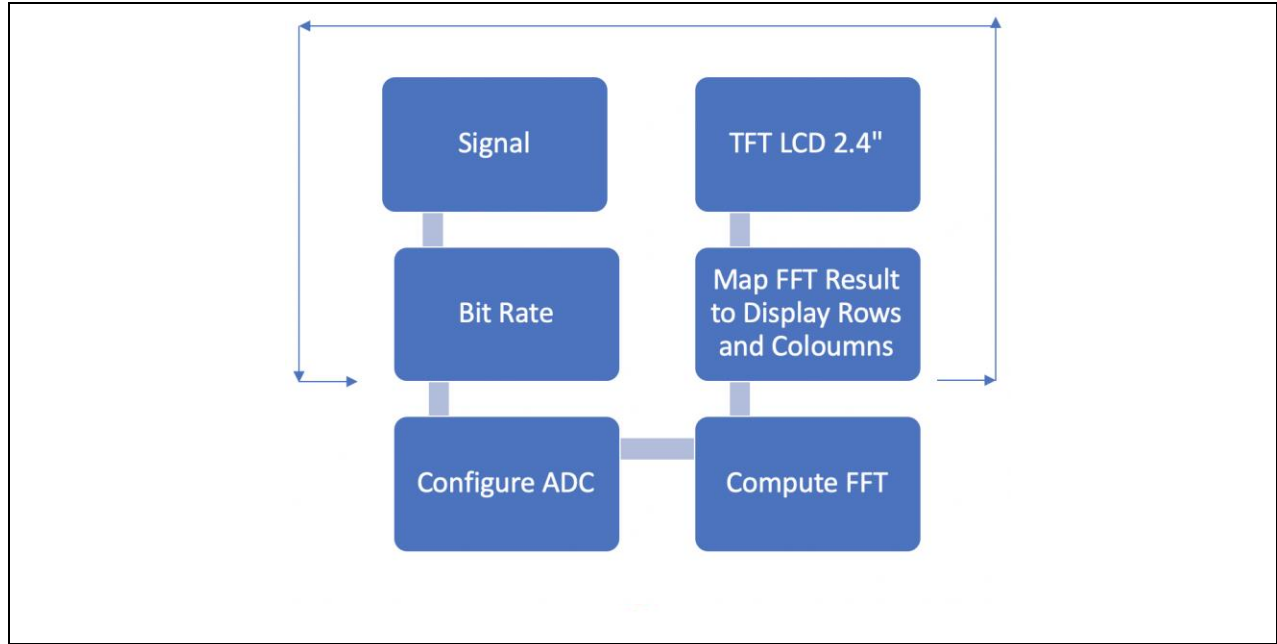 Signal
TFT LCD 2.4"
Bit Rate
Map FFT Result
to Display Rows
and Coloumns
Configure ADC
Compute FFT